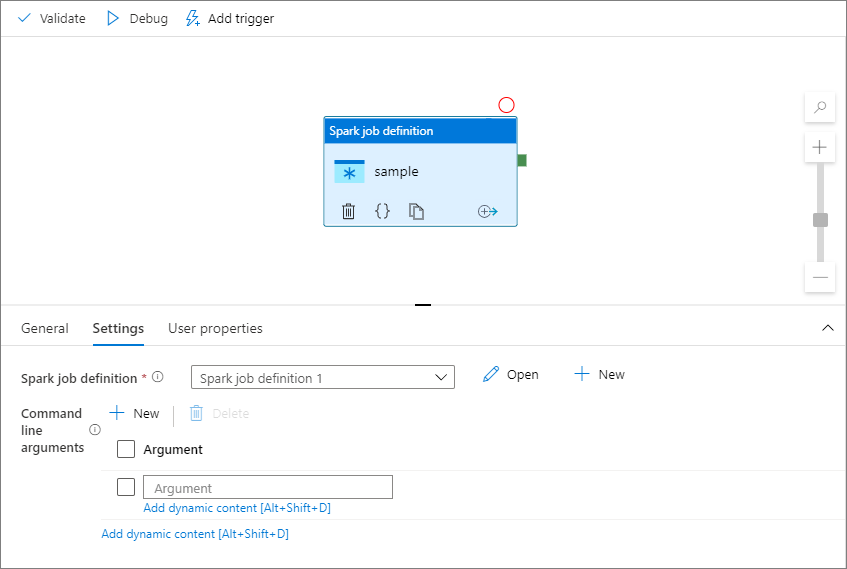 Validate Debug Add trigger
Spark job definition
sample
General Settings User properties
Spark job definition * Spark job definition 1 Open New
Command line arguments
New Delete
Argument
Argument
Add dynamic content [Alt+Shift+D]
Add dynamic content [Alt+Shift+D]